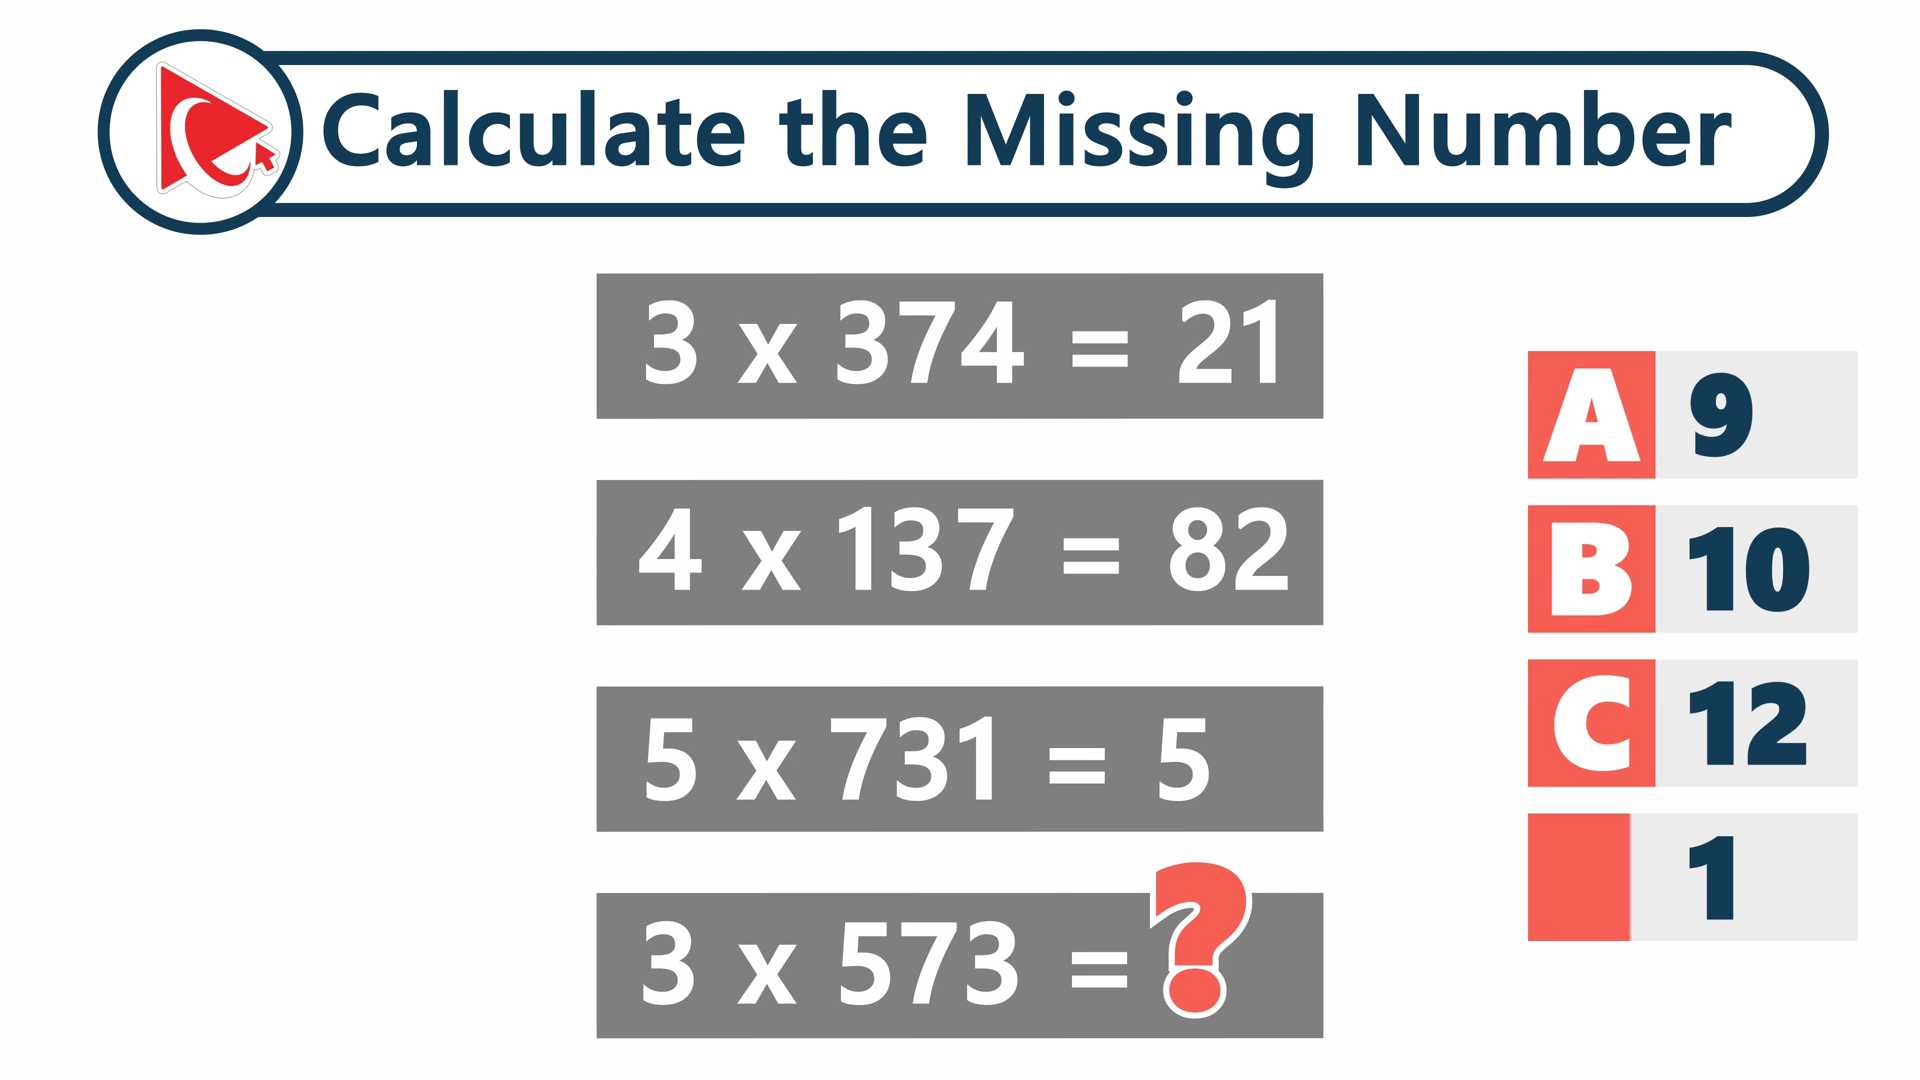 Calculate the Missing Number
3 x 374 = 21
4 x 137 = 82
5 x 731 = 5
3 x 573 = ?
A 9
B 10
C 12
1